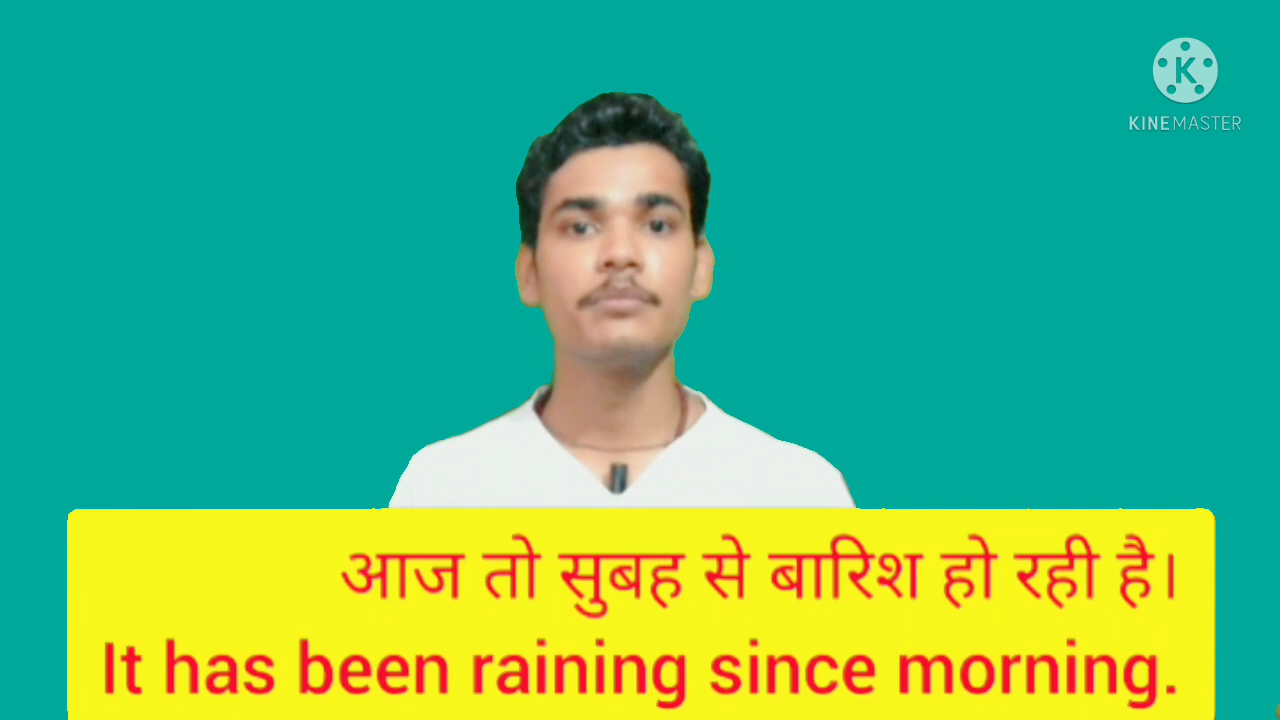 KINEMASTER
आज तो सुबह से बारिश हो रही है।
It has been raining since morning.